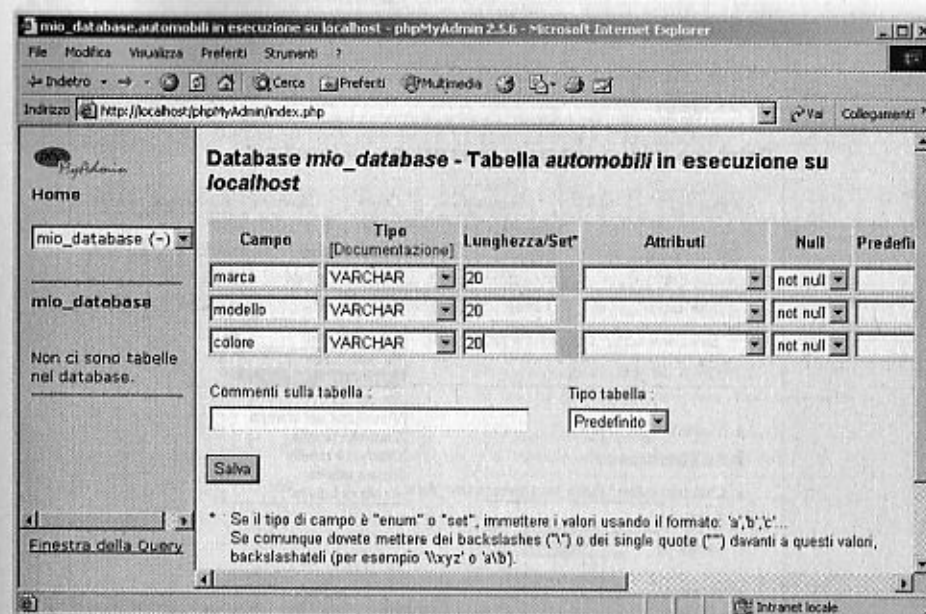 mio_database.automobili in esecuzione su localhost - phpMyAdmin 2.5.6 - Microsoft Internet Explorer
File Modifica Visualizza Preferiti Strumenti ?
Indietro Cerca Preferiti Multimedia
Indirizzo http://localhost/phpMyAdmin/index.php Vai Collegamenti
php
MyAdmin
Home
mio_database (-)
mio_database
Non ci sono tabelle
nel database.
Finestra della Query
Database mio_database - Tabella automobili in esecuzione su
localhost
Campo Tipo [Documentazione] Lunghezza/Set* Attributi Null Predefin
marca VARCHAR 20 not null
modello VARCHAR 20 not null
colore VARCHAR 20 not null
Commenti sulla tabella : Tipo tabella :
Predefinito
Salva
* Se il tipo di campo è "enum" o "set", immettere i valori usando il formato: 'a','b','c'...
Se comunque dovete mettere dei backslashes ("\") o dei single quote ("'") davanti a questi valori,
backslashateli (per esempio '\\xyz' o 'a\'b').
Intranet locale